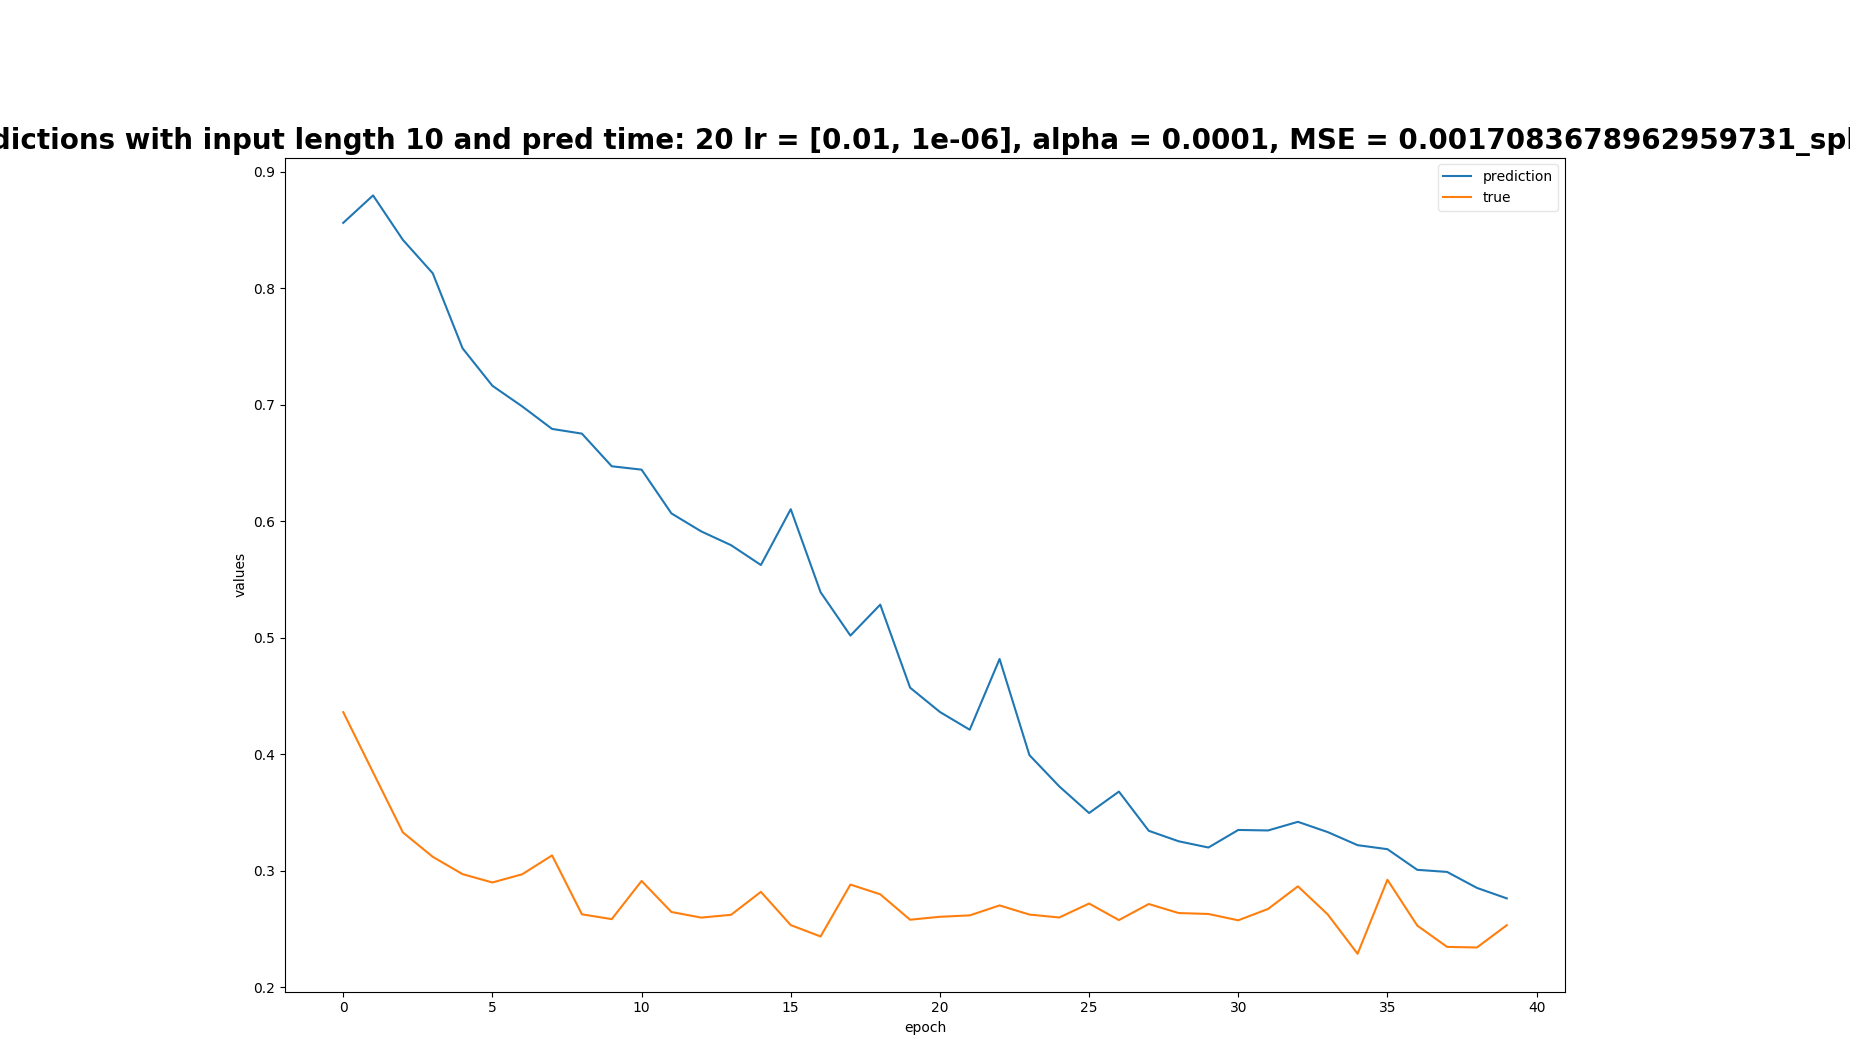 dictions with input length 10 and pred time: 20 lr = [0.01, 1e-06], alpha = 0.0001, MSE = 0.0017083678962959731_spl
prediction
true
0.9
0.8
0.7
0.6
0.5
0.4
0.3
0.2
values
0 5 10 15 20 25 30 35 40
epoch